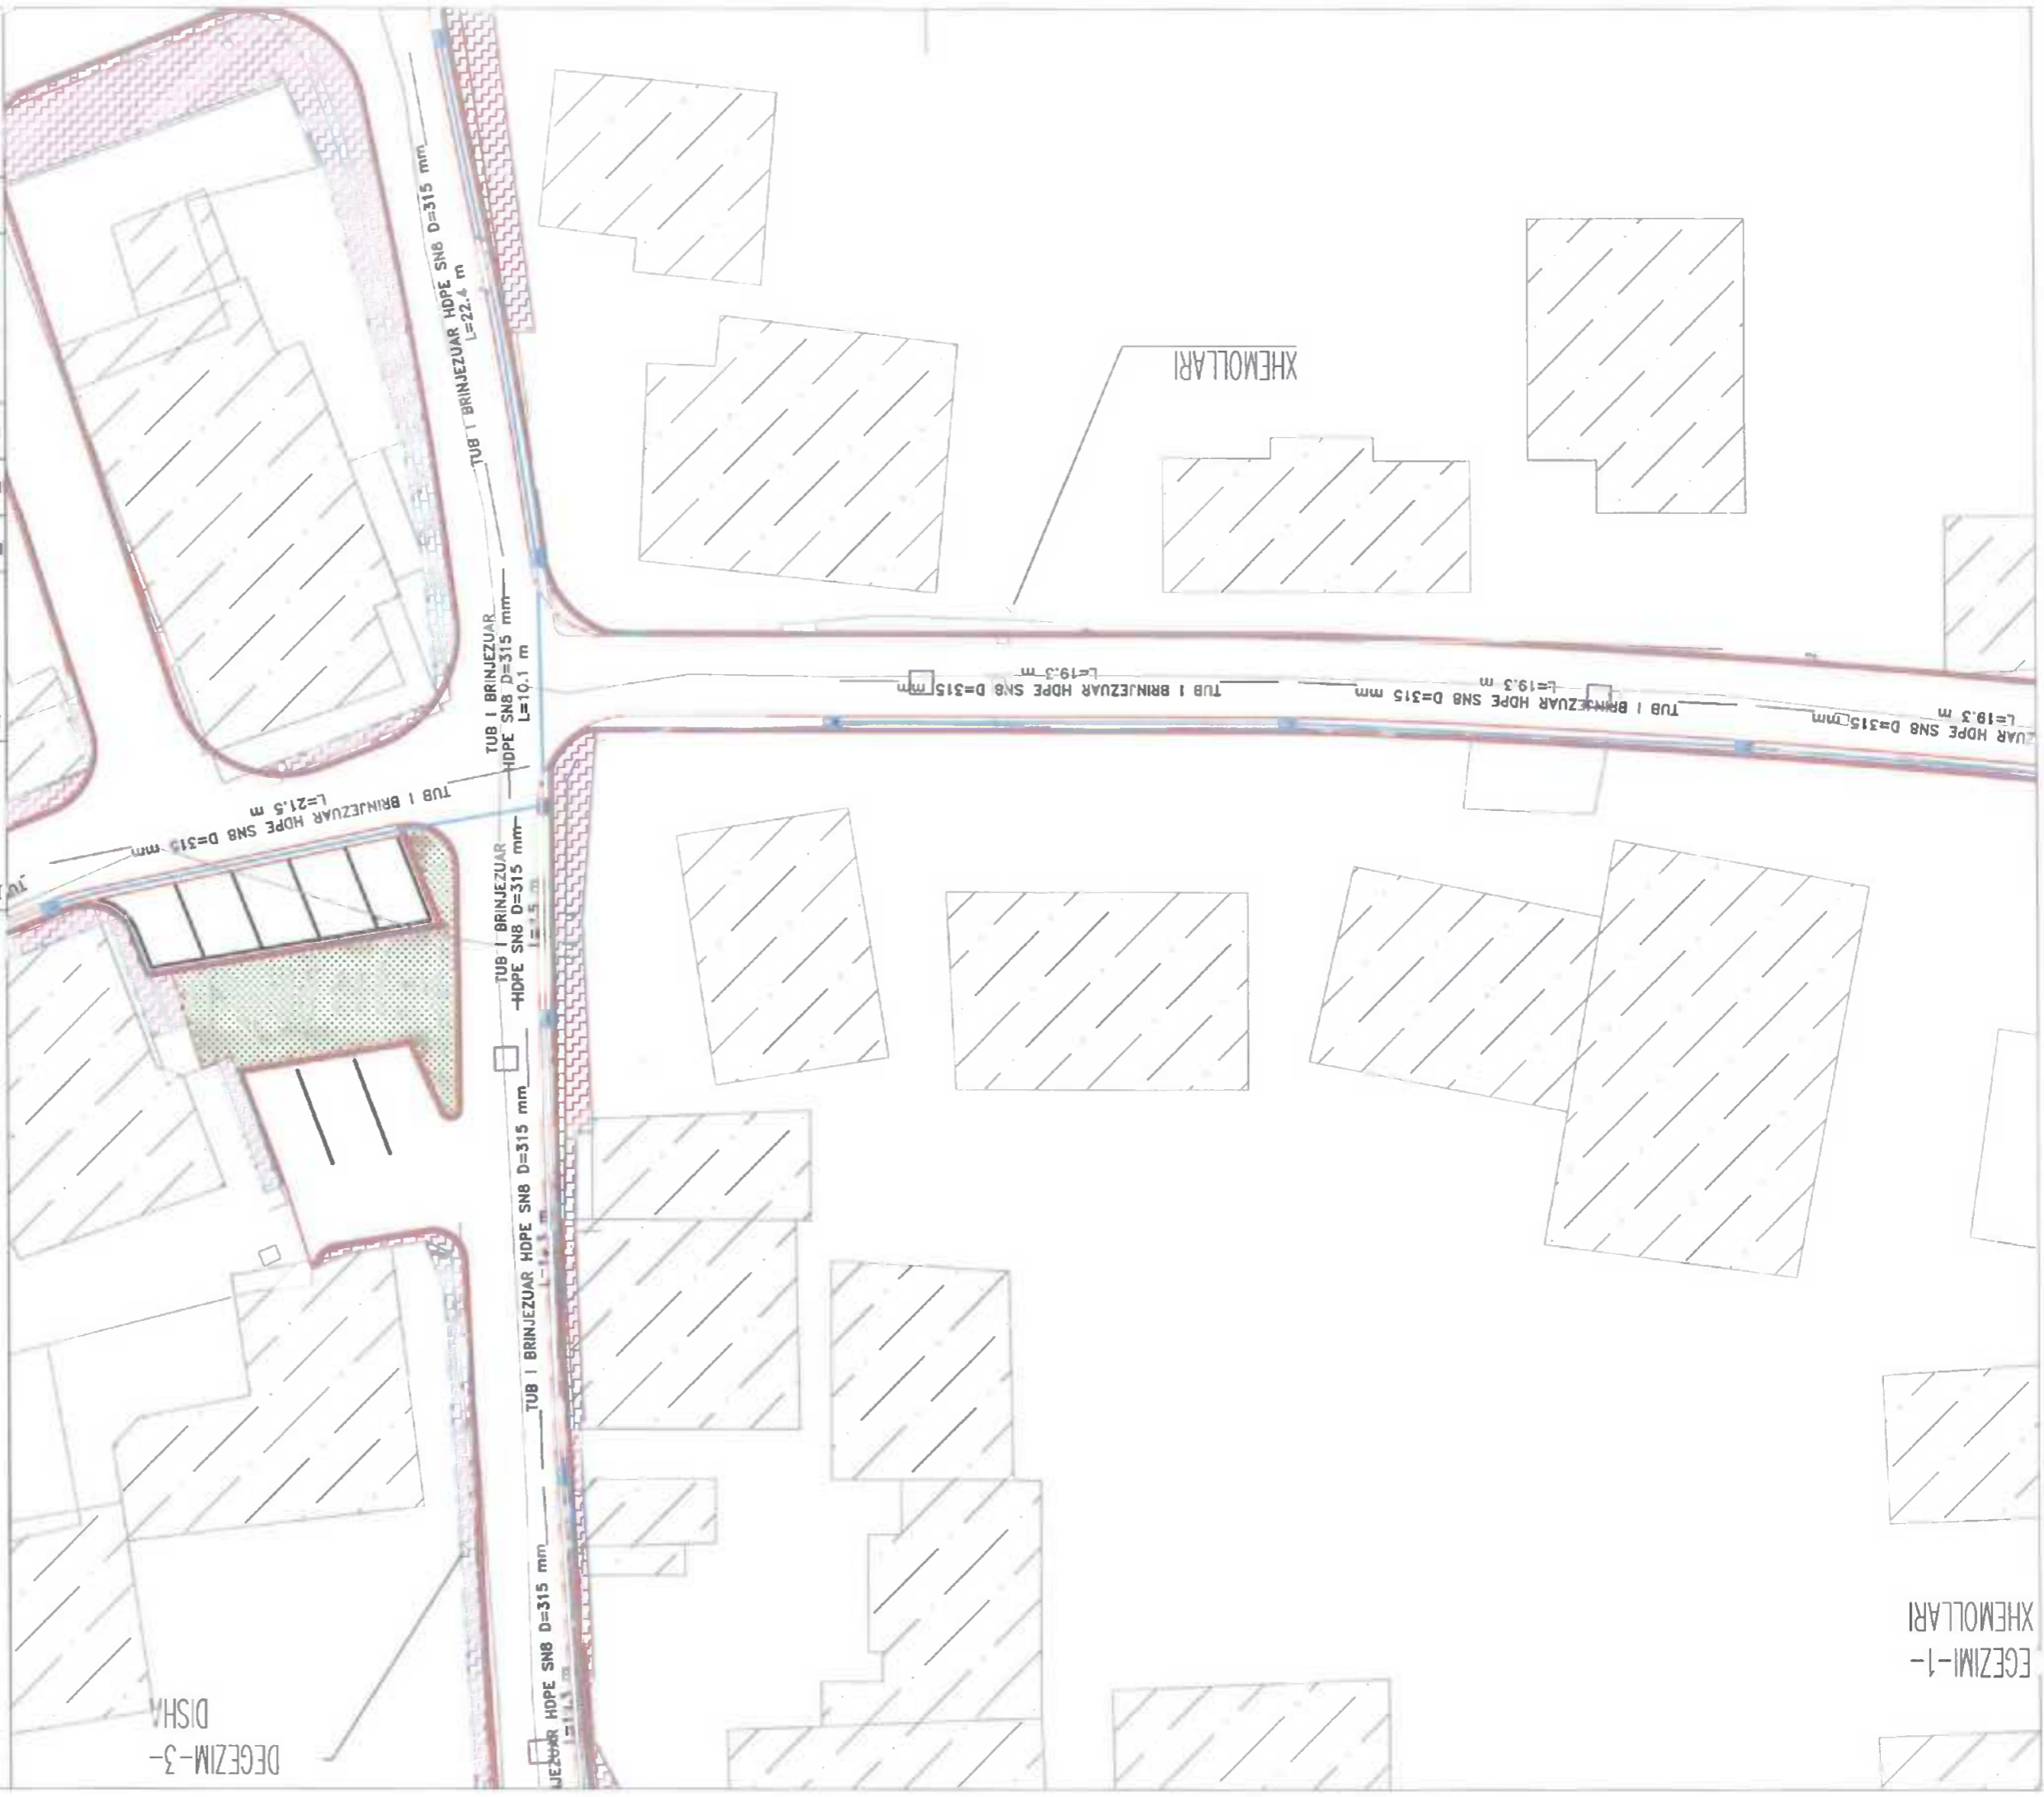 TUB I BRINJEZUAR HDPE SN8 D=315 mm
L=22.4 m
XHEMOLLARI
TUB I BRINJEZUAR
HDPE SN8 D=315 mm
L=10.1 m
TUB I BRINJEZUAR HDPE SN8 D=315 mm
L=19.3 m
TUB I BRINJEZUAR HDPE SN8 D=315 mm
L=19.3 m
ZUAR HDPE SN8 D=315 mm
L=19.3 m
TUB I BRINJEZUAR HDPE SN8 D=315 mm
L=21.5 m
TUB I BRINJEZUAR
HDPE SN8 D=315 mm
TUB I BRINJEZUAR HDPE SN8 D=315 mm
JEZUAR HDPE SN8 D=315 mm
DEGEZIM-3-
DISHA
EGEZIMI-1-
XHEMOLLARI